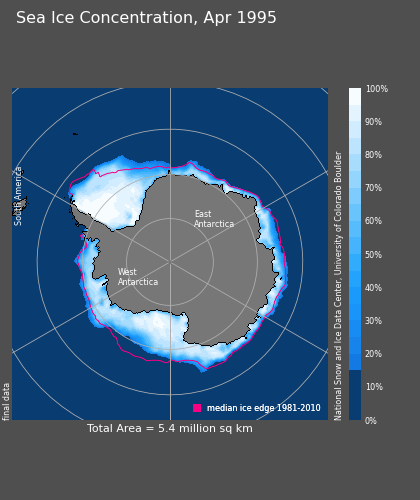 Sea Ice Concentration, Apr 1995
South America
East
Antarctica
West
Antarctica
final data
median ice edge 1981-2010
Total Area = 5.4 million sq km
National Snow and Ice Data Center, University of Colorado Boulder
100%
90%
80%
70%
60%
50%
40%
30%
20%
10%
0%